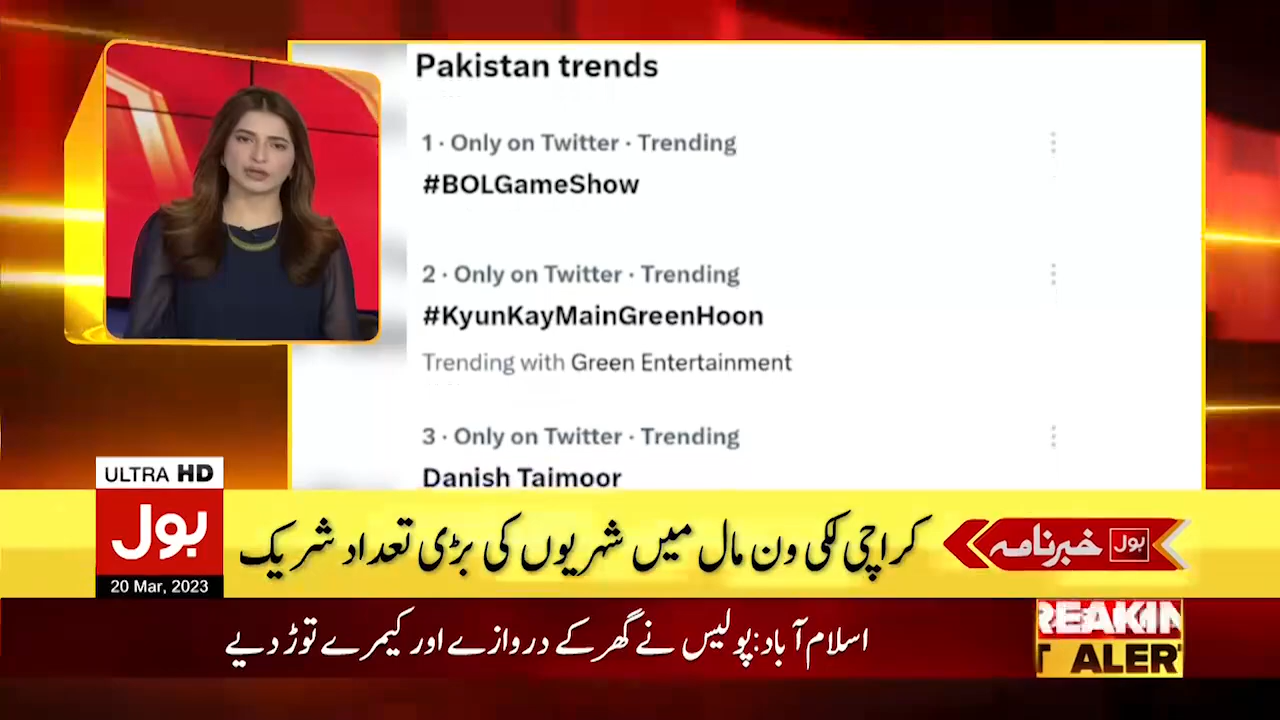 Pakistan trends
1 · Only on Twitter · Trending
#BOLGameShow
2 · Only on Twitter · Trending
#KyunKayMainGreenHoon
Trending with Green Entertainment
3 · Only on Twitter · Trending
Danish Taimoor
ULTRA HD
بول
20 Mar, 2023
بول خبرنامہ
کراچی لکی ون مال میں شہریوں کی بڑی تعداد شریک
اسلام آباد:پولیس نے گھر کے دروازے اور کیمرے توڑ دیے
ALERT